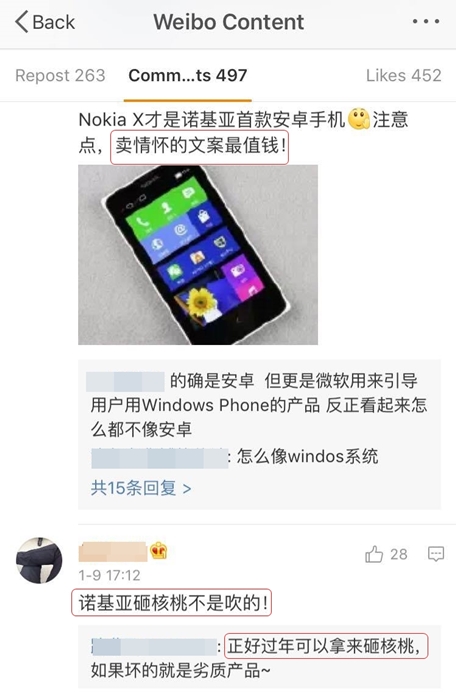 Back
Weibo Content
Repost 263
Comm...ts 497
Likes 452
Nokia X才是诺基亚首款安卓手机注意
点，卖情怀的文案最值钱！
的确是安卓 但更是微软用来引导
用户用Windows Phone的产品 反正看起来怎
么都不像安卓
: 怎么像windos系统
共15条回复 >
28
1-9 17:12
诺基亚砸核桃不是吹的！
: 正好过年可以拿来砸核桃，
如果坏的就是劣质产品~